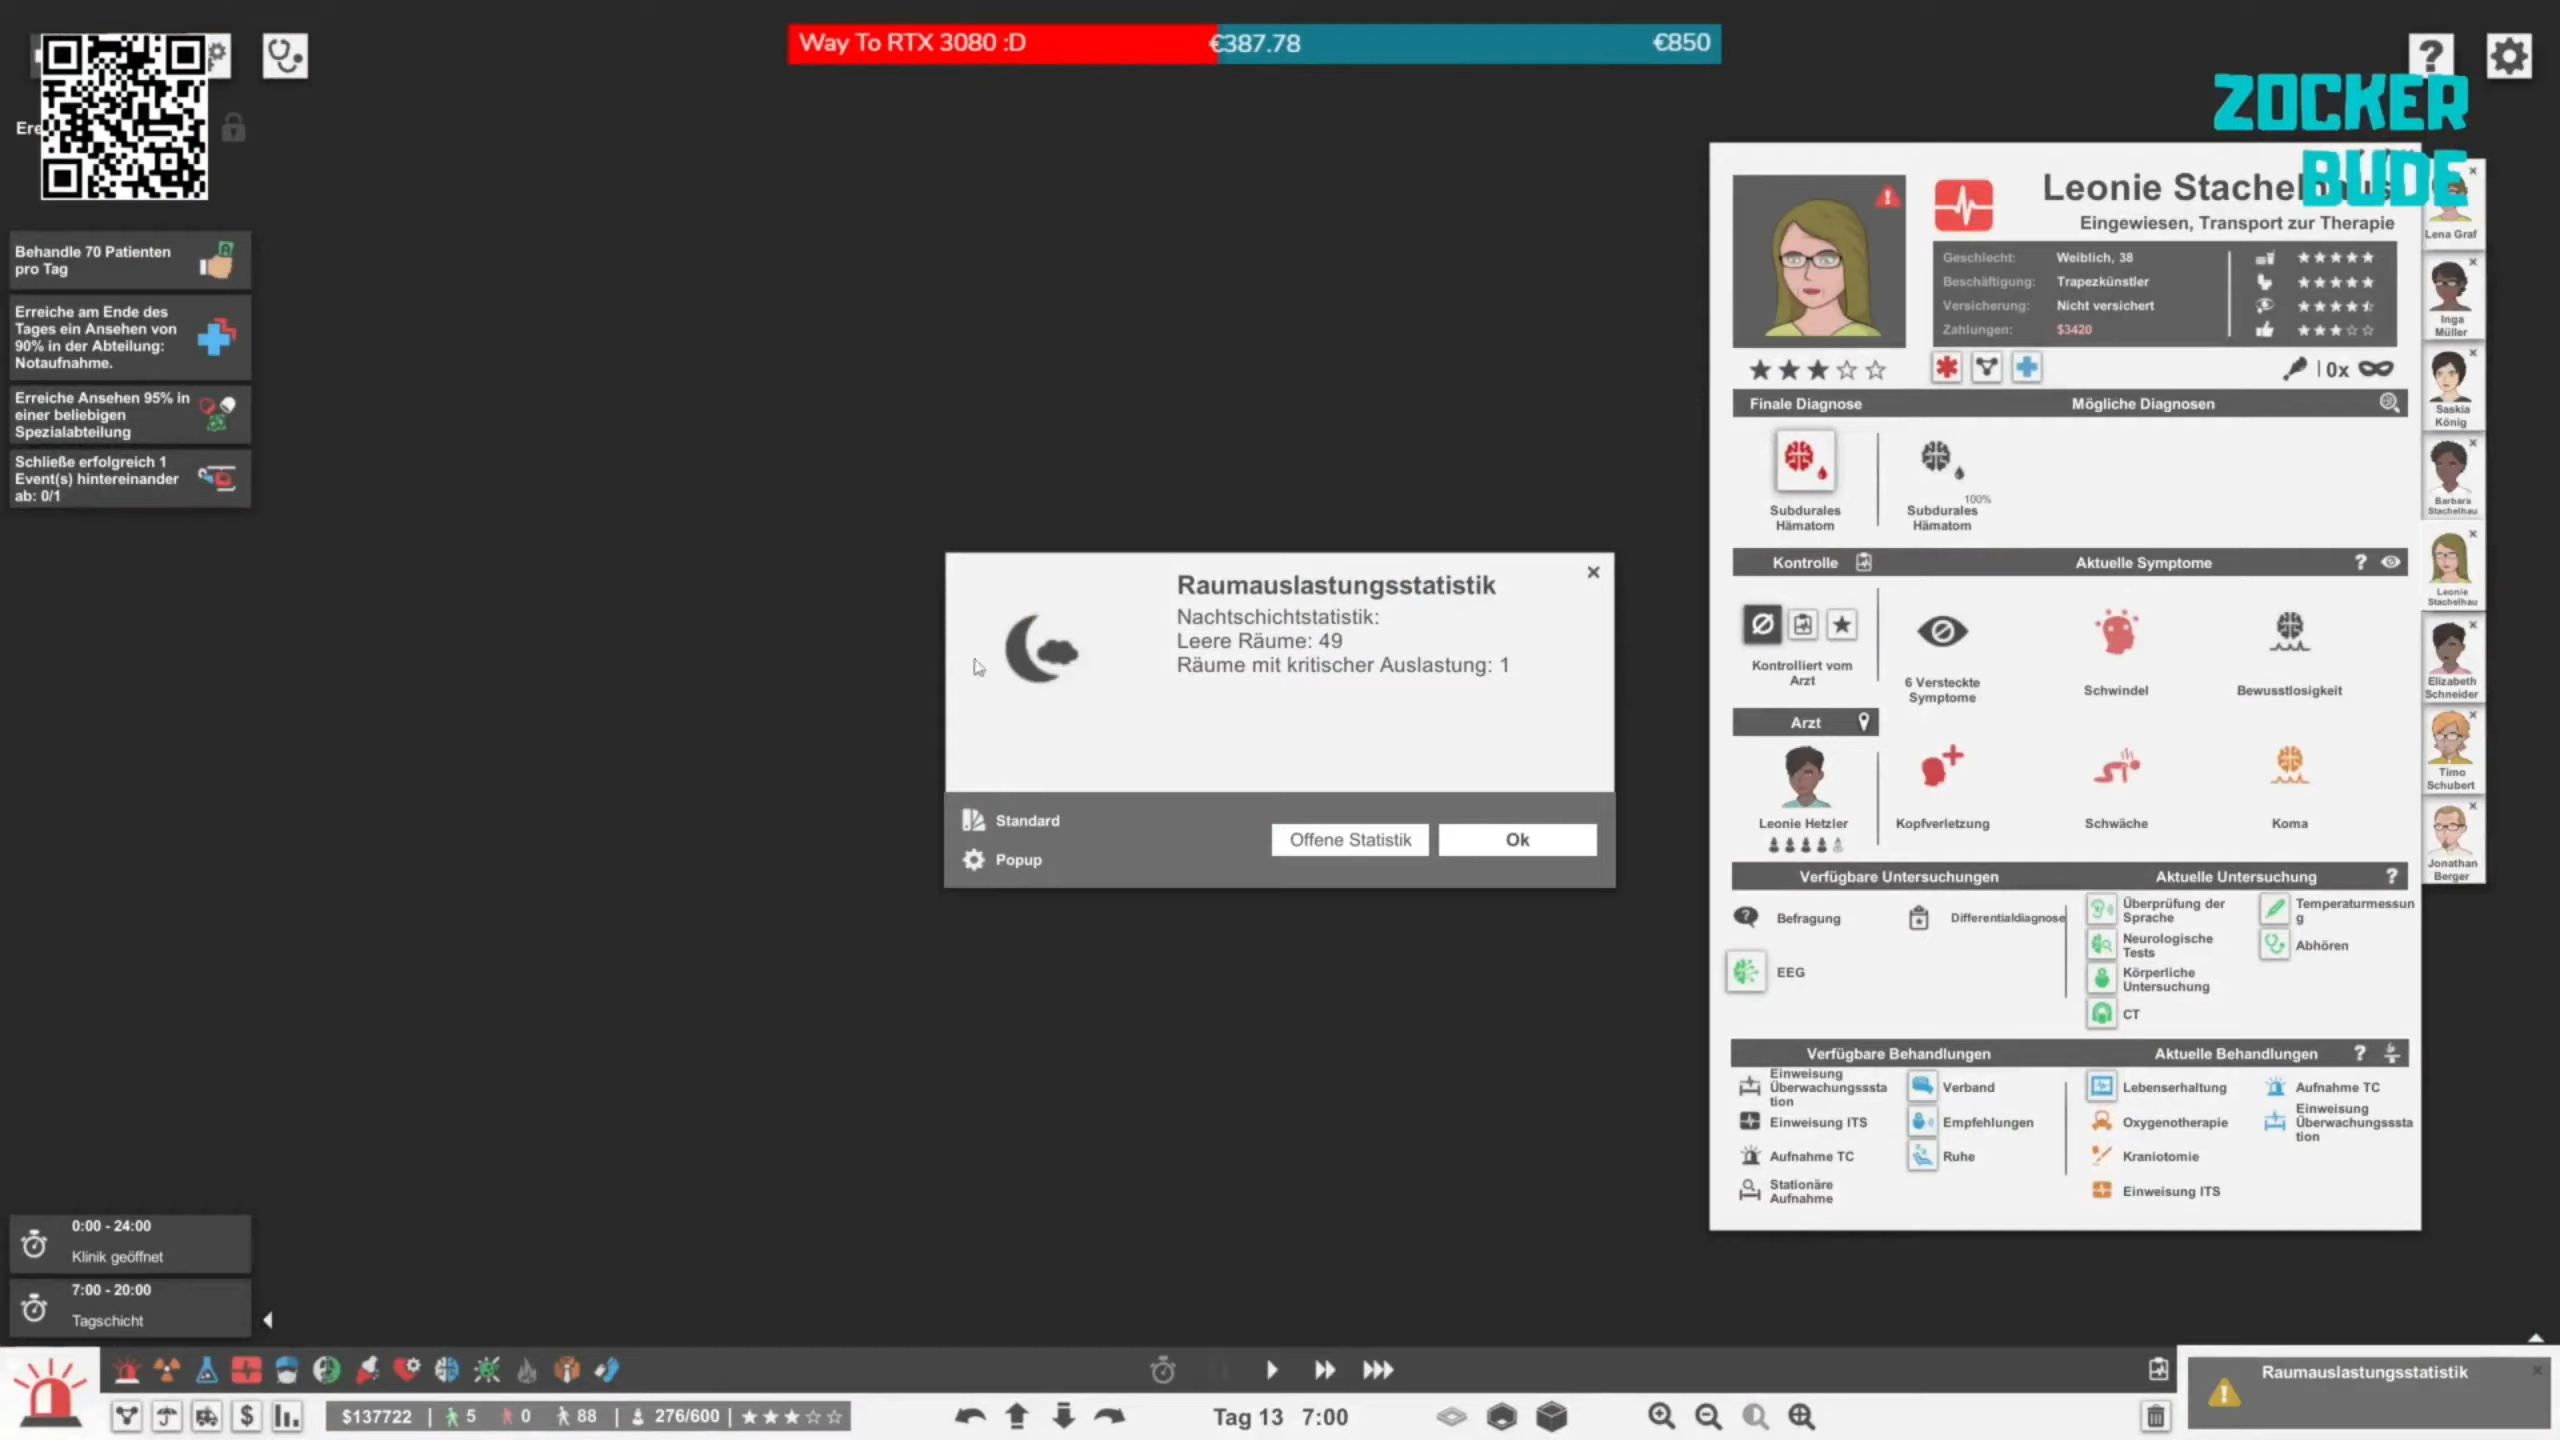 Way To RTX 3080 :D
€387.78
€850
ZOCKER
BUDE
Ere
Behandle 70 Patienten
pro Tag
Erreiche am Ende des
Tages ein Ansehen von
90% in der Abteilung:
Notaufnahme.
Erreiche Ansehen 95% in
einer beliebigen
Spezialabteilung
Schließe erfolgreich 1
Event(s) hintereinander
ab: 0/1
0:00 - 24:00
Klinik geöffnet
7:00 - 20:00
Tagschicht
Raumauslastungsstatistik
Nachtschichtstatistik:
Leere Räume: 49
Räume mit kritischer Auslastung: 1
Standard
Popup
Offene Statistik
Ok
Leonie Stachel
Eingewiesen, Transport zur Therapie
Geschlecht: Weiblich, 38
Beschäftigung: Trapezkünstler
Versicherung: Nicht versichert
Zahlungen: $3420
0x
Finale Diagnose
Mögliche Diagnosen
Subdurales
Hämatom
100%
Subdurales
Hämatom
Kontrolle
Aktuelle Symptome
Kontrolliert vom
Arzt
6 Versteckte
Symptome
Schwindel
Bewusstlosigkeit
Arzt
Leonie Hetzler
Kopfverletzung
Schwäche
Koma
Verfügbare Untersuchungen
Aktuelle Untersuchung
Befragung
Differentialdiagnose
EEG
Überprüfung der
Sprache
Neurologische
Tests
Körperliche
Untersuchung
CT
Temperaturmessun
g
Abhören
Verfügbare Behandlungen
Aktuelle Behandlungen
Einweisung
Überwachungsssta
tion
Einweisung ITS
Aufnahme TC
Stationäre
Aufnahme
Verband
Empfehlungen
Ruhe
Lebenserhaltung
Oxygenotherapie
Kraniotomie
Einweisung ITS
Aufnahme TC
Einweisung
Überwachungsssta
tion
Lena Graf
Inga
Müller
Saskia
König
Barbara
Stachelhau
Leonie
Stachelhau
Elizabeth
Schneider
Timo
Schubert
Jonathan
Berger
$137722 | 5 0 88 | 276/600 |
Tag 13 7:00
Raumauslastungsstatistik